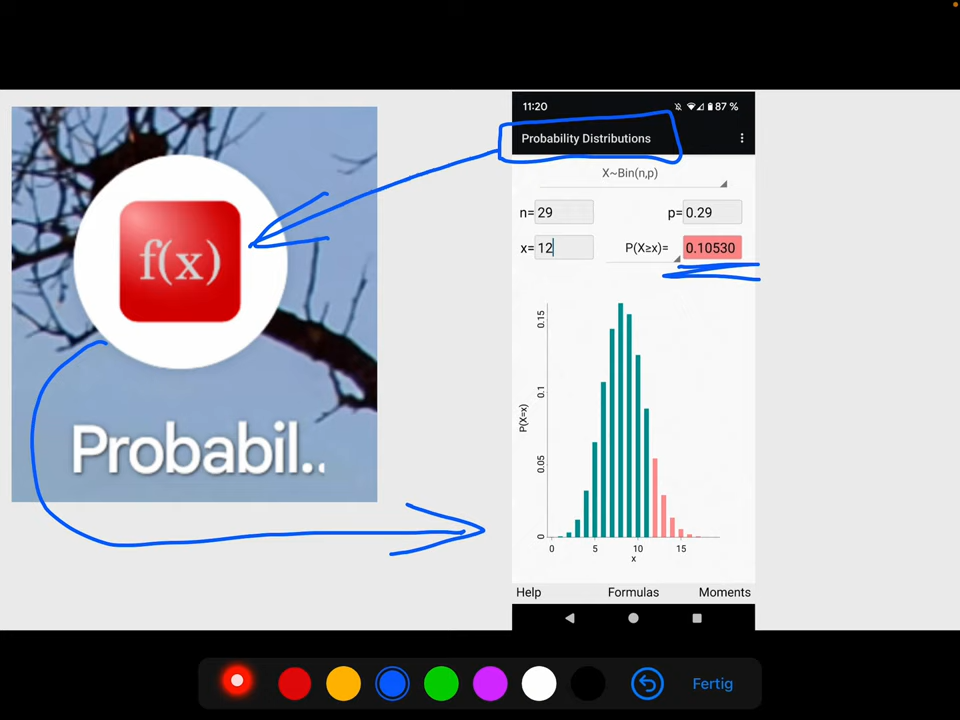 f(x)
Probabil..
11:20
87 %
Probability Distributions
X~Bin(n,p)
n= 29
p= 0.29
x= 12
P(X≥x)= 0.10530
P(X=x)
0.15
0.1
0.05
0
0 5 10 15
x
Help Formulas Moments
Fertig